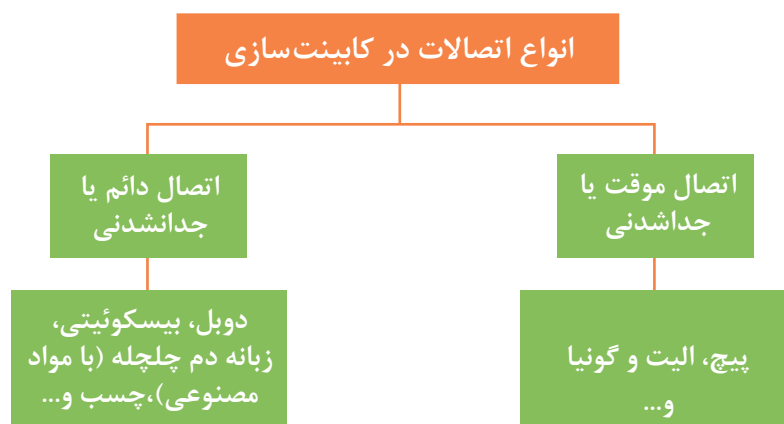 انواع اتصالات در کابینت‌سازی
اتصال موقت یا
جداشدنی
اتصال دائم یا
جدانشدنی
پیچ، الیت و گونیا
و...
دوبل، بیسکوئیتی،
زبانه دم چلچله (با مواد
مصنوعی)،چسب و...